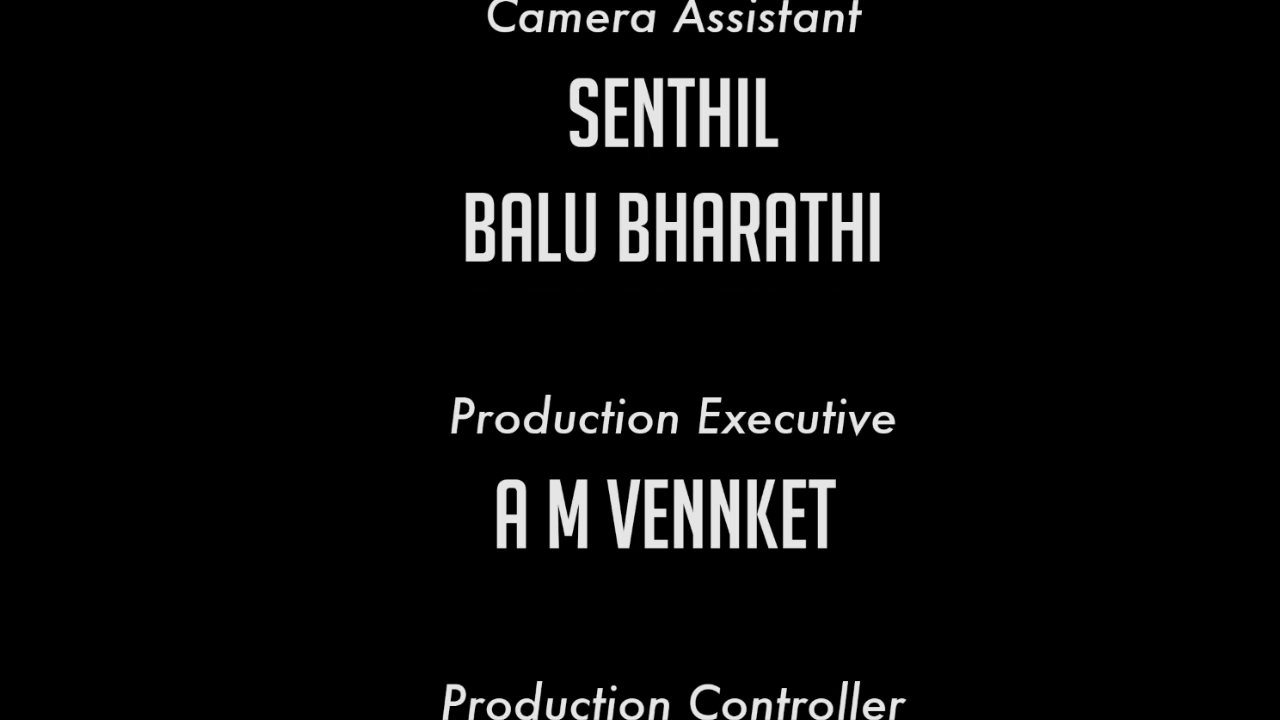 Camera Assistant
SENTHIL
BALU BHARATHI
Production Executive
A M VENNKET
Production Controller